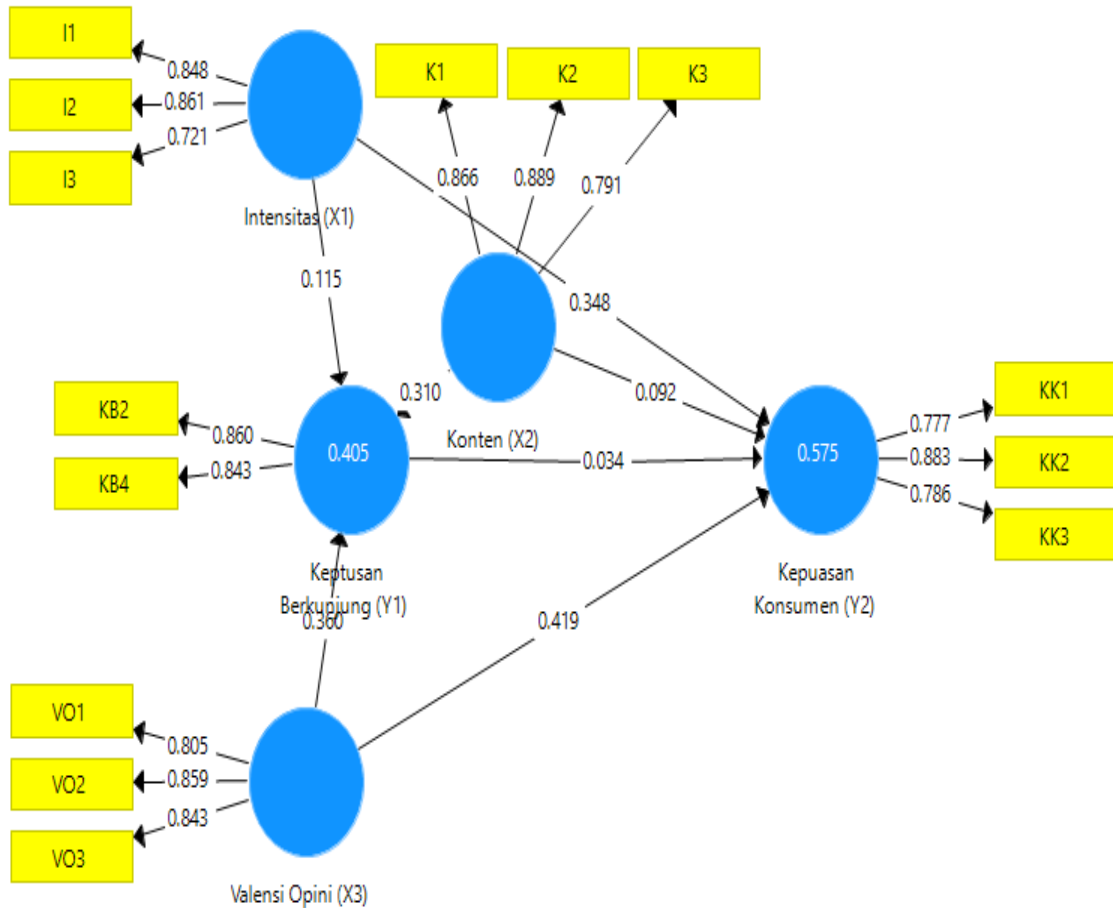 I1
I2
I3
0.848
0.861
0.721
K1
K2
K3
0.866
0.889
0.791
Intensitas (X1)
0.115
0.348
0.310
0.092
Konten (X2)
KB2
KB4
0.860
0.843
0.405
0.034
0.575
0.777
0.883
0.786
KK1
KK2
KK3
Keptusan
Berkunjung (Y1)
0.360
Kepuasan
Konsumen (Y2)
0.419
VO1
VO2
VO3
0.805
0.859
0.843
Valensi Opini (X3)